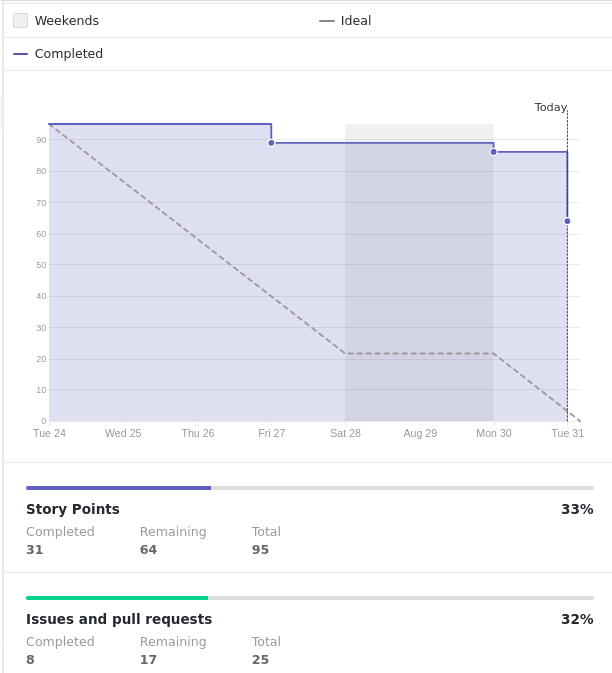 Weekends Ideal
Completed
Today
90
80
70
60
50
40
30
20
10
0
Tue 24 Wed 25 Thu 26 Fri 27 Sat 28 Aug 29 Mon 30 Tue 31
Story Points 33%
Completed Remaining Total
31 64 95
Issues and pull requests 32%
Completed Remaining Total
8 17 25